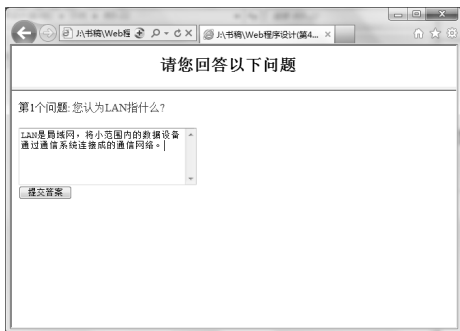 J:\书稿\Web程
J:\书稿\Web程序设计(第4...
请您回答以下问题
第1个问题: 您认为LAN指什么?
LAN是局域网，将小范围内的数据设备
通过通信系统连接成的通信网络。
提交答案